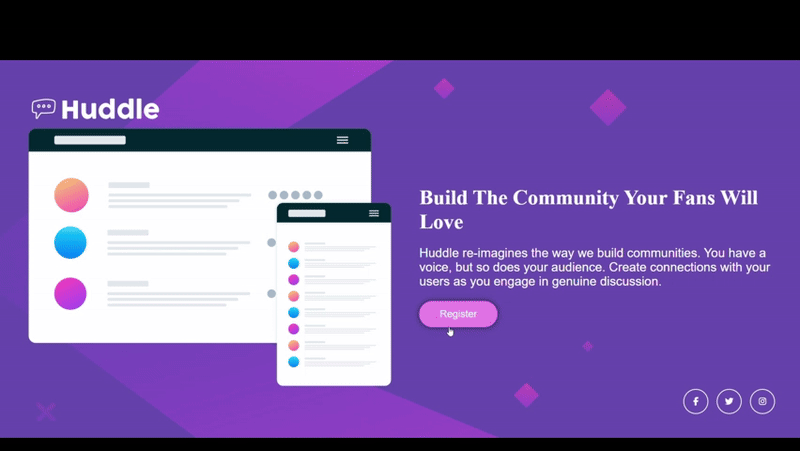 Huddle
Build The Community Your Fans Will
Love
Huddle re-imagines the way we build communities. You have a
voice, but so does your audience. Create connections with your
users as you engage in genuine discussion.
Register